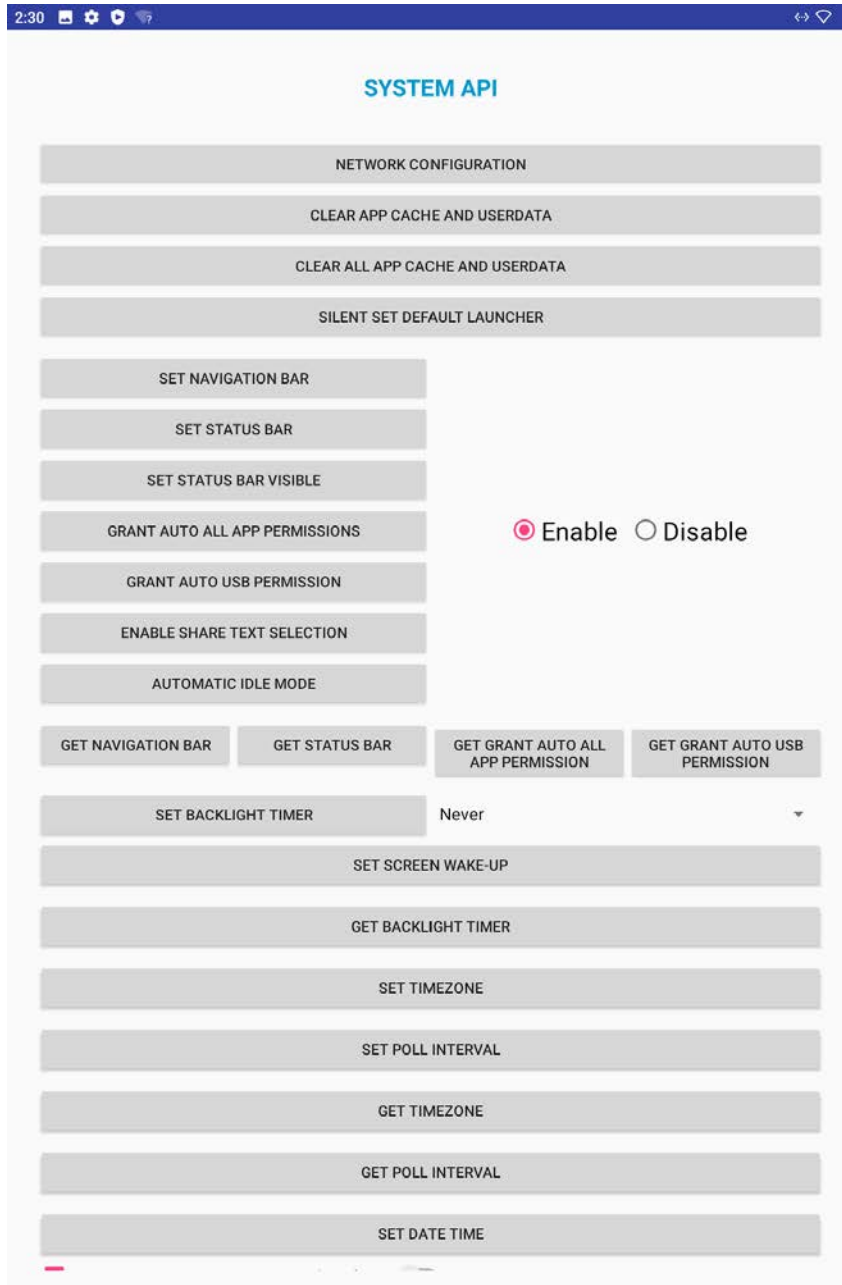 2:30
SYSTEM API
NETWORK CONFIGURATION
CLEAR APP CACHE AND USERDATA
CLEAR ALL APP CACHE AND USERDATA
SILENT SET DEFAULT LAUNCHER
SET NAVIGATION BAR
SET STATUS BAR
SET STATUS BAR VISIBLE
GRANT AUTO ALL APP PERMISSIONS
Enable Disable
GRANT AUTO USB PERMISSION
ENABLE SHARE TEXT SELECTION
AUTOMATIC IDLE MODE
GET NAVIGATION BAR
GET STATUS BAR
GET GRANT AUTO ALL
APP PERMISSION
GET GRANT AUTO USB
PERMISSION
SET BACKLIGHT TIMER
Never
SET SCREEN WAKE-UP
GET BACKLIGHT TIMER
SET TIMEZONE
SET POLL INTERVAL
GET TIMEZONE
GET POLL INTERVAL
SET DATE TIME